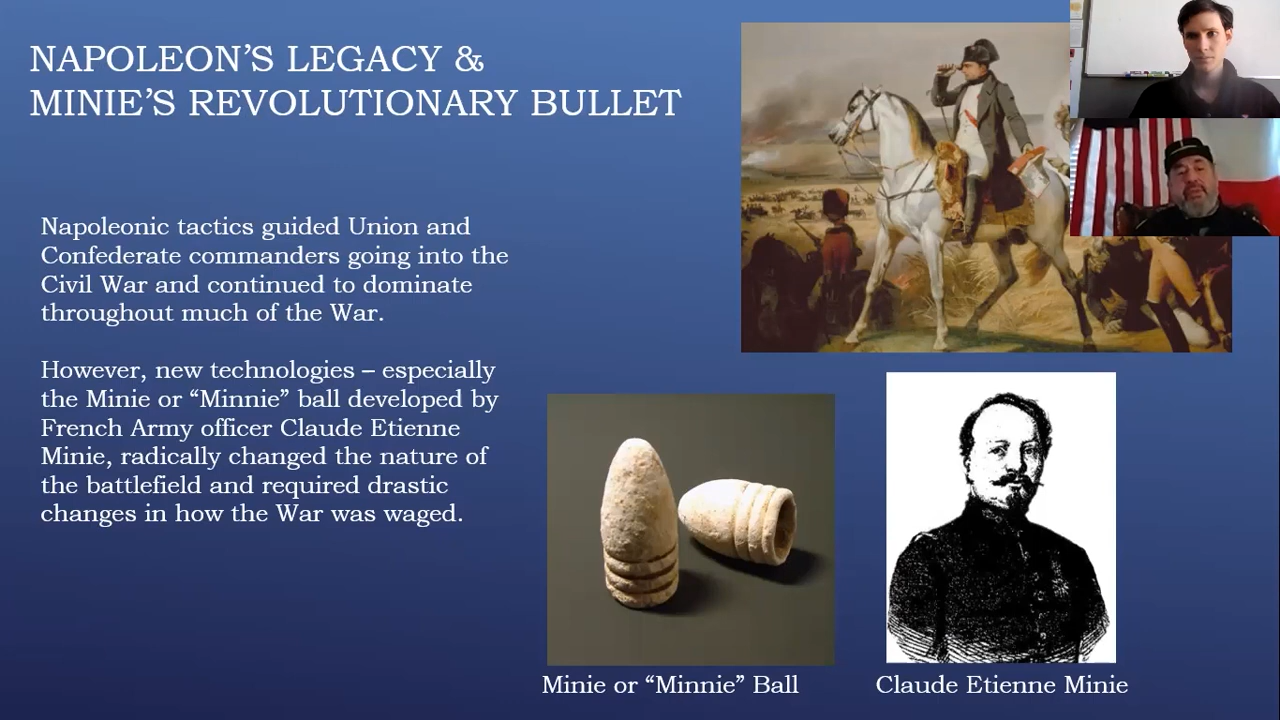 NAPOLEON'S LEGACY &
MINIE'S REVOLUTIONARY BULLET
Napoleonic tactics guided Union and
Confederate commanders going into the
Civil War and continued to dominate
throughout much of the War.
However, new technologies – especially
the Minie or “Minnie” ball developed by
French Army officer Claude Etienne
Minie, radically changed the nature of
the battlefield and required drastic
changes in how the War was waged.
Minie or “Minnie” Ball
Claude Etienne Minie